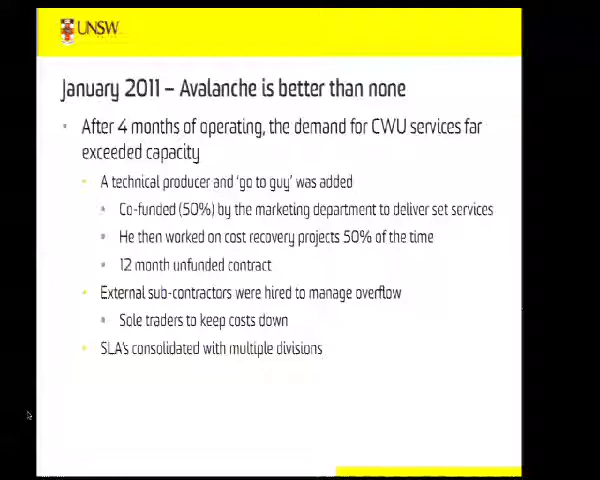 UNSW
January 2011 – Avalanche is better than none
After 4 months of operating, the demand for CWU services far
exceeded capacity
A technical producer and 'go to guy' was added
Co-funded (50%) by the marketing department to deliver set services
He then worked on cost recovery projects 50% of the time
12 month unfunded contract
External sub-contractors were hired to manage overflow
Sole traders to keep costs down
SLA's consolidated with multiple divisions